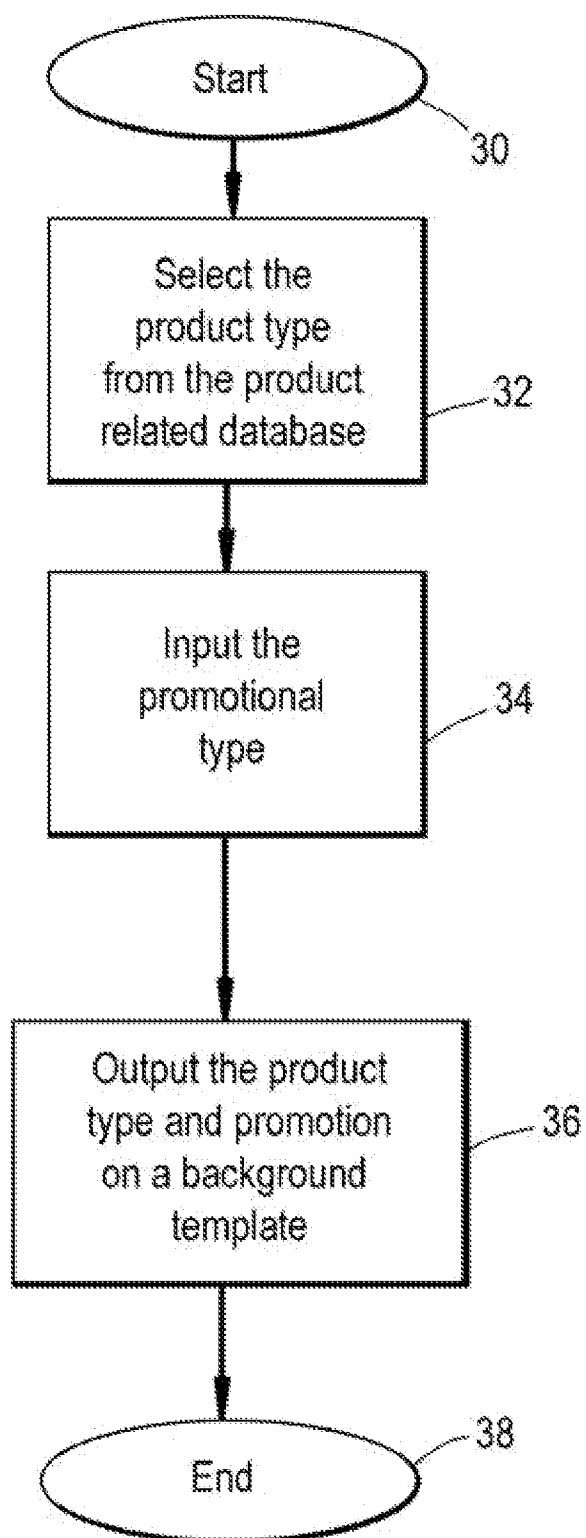 Start
30
Select the
product type
from the product
related database
32
Input the
promotional
type
34
Output the product
type and promotion
on a background
template
36
End
38